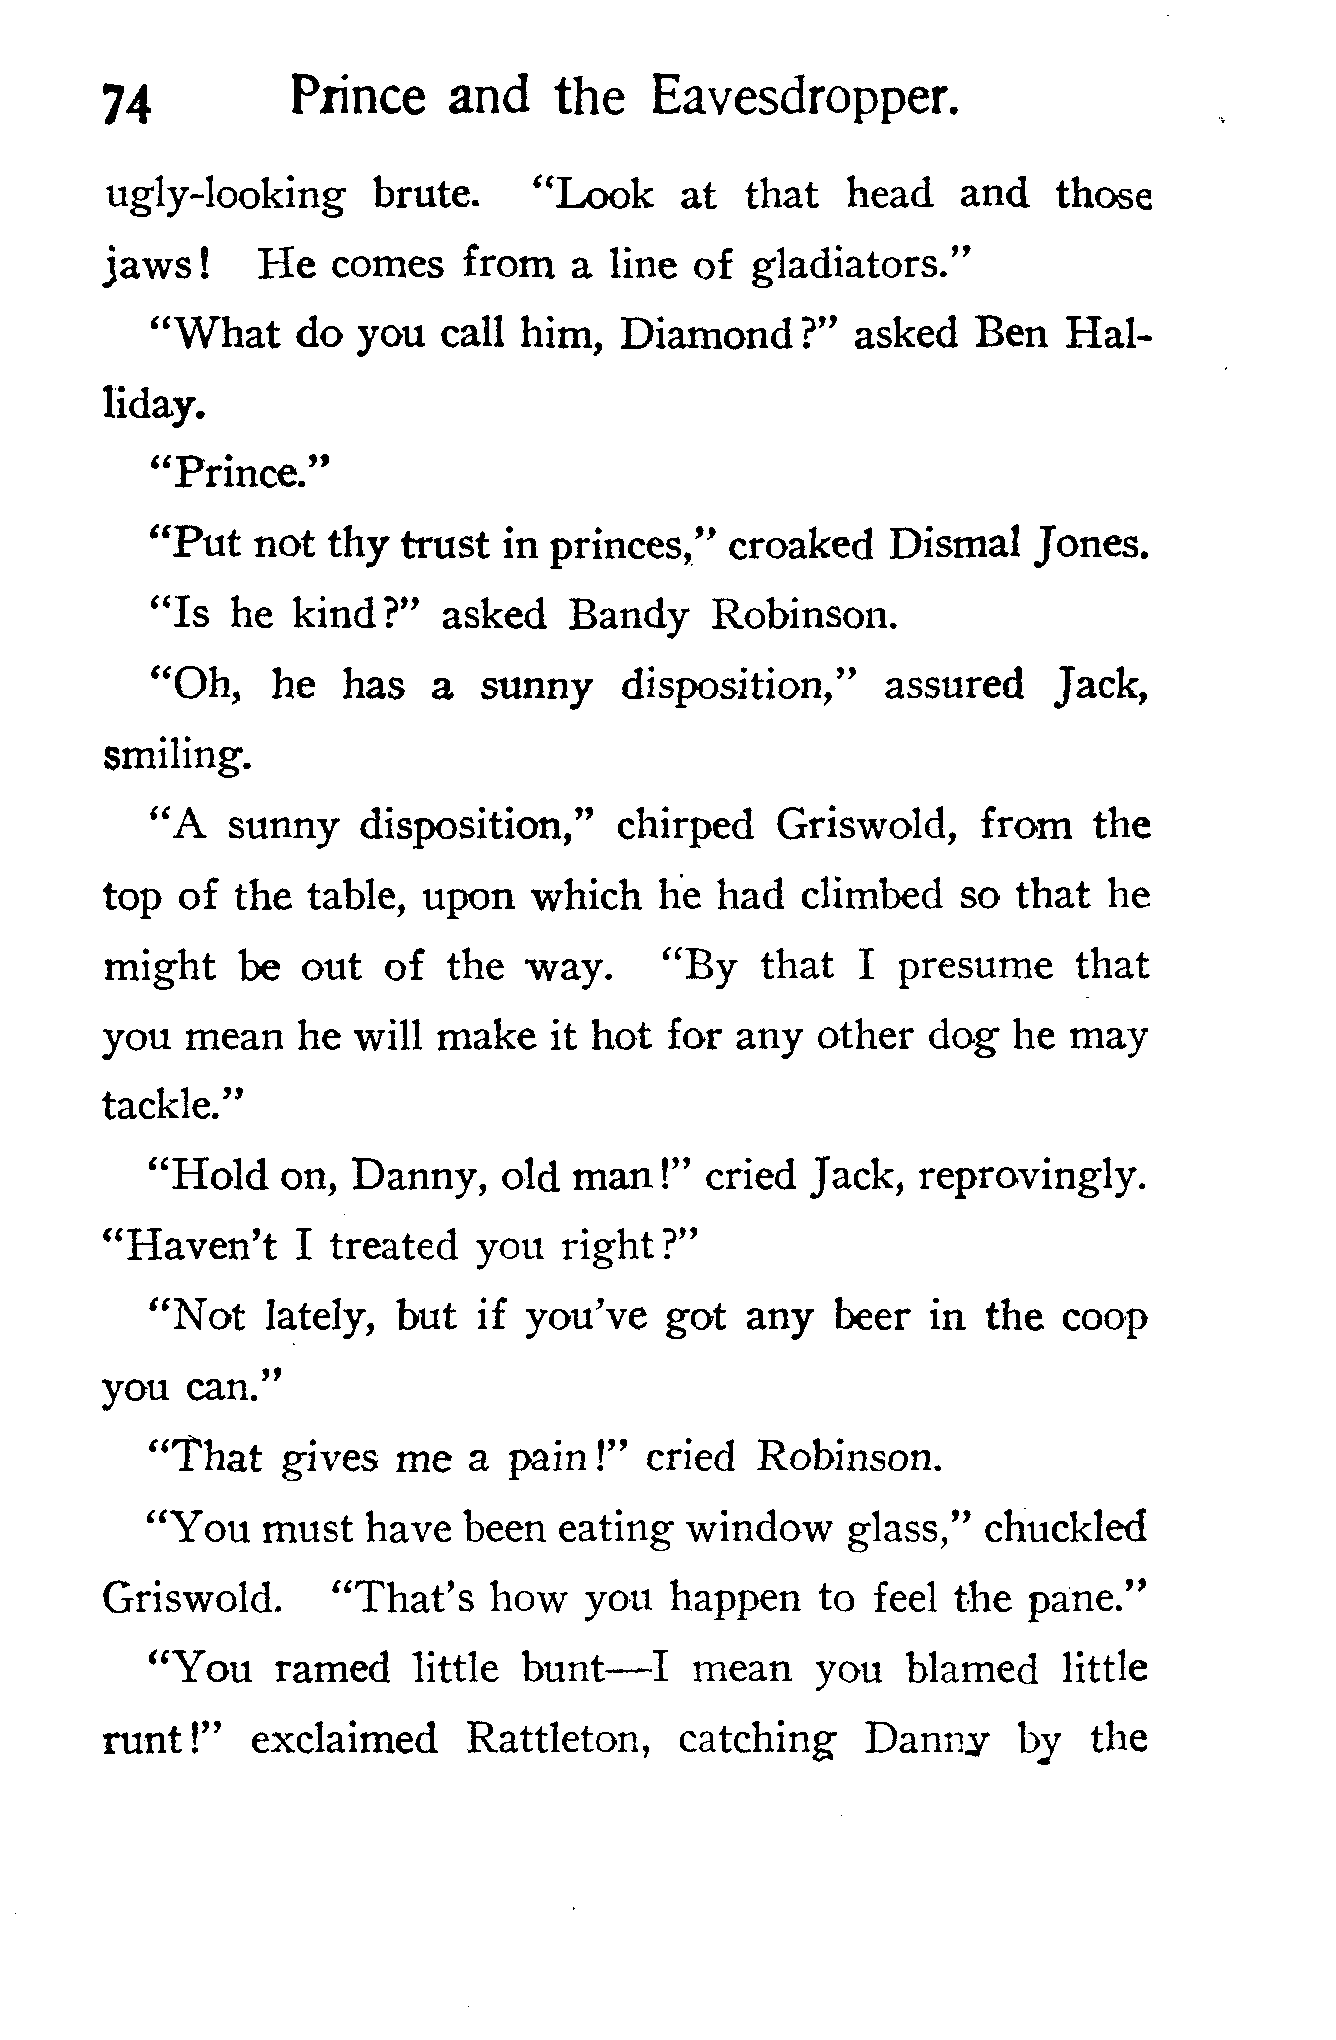 74 Prince and the Eavesdropper.
ugly-looking brute. “Look at that head and those
jaws! He comes from a line of gladiators.”
“What do you call him, Diamond?” asked Ben Hal-
liday.
“Prince.”
“Put not thy trust in princes,” croaked Dismal Jones.
“Is he kind?” asked Bandy Robinson.
“Oh, he has a sunny disposition,” assured Jack,
smiling.
“A sunny disposition,” chirped Griswold, from the
top of the table, upon which he had climbed so that he
might be out of the way. “By that I presume that
you mean he will make it hot for any other dog he may
tackle.”
“Hold on, Danny, old man!” cried Jack, reprovingly.
“Haven’t I treated you right?”
“Not lately, but if you’ve got any beer in the coop
you can.”
“That gives me a pain!” cried Robinson.
“You must have been eating window glass,” chuckled
Griswold. “That’s how you happen to feel the pane.”
“You ramed little bunt—I mean you blamed little
runt!” exclaimed Rattleton, catching Danny by the